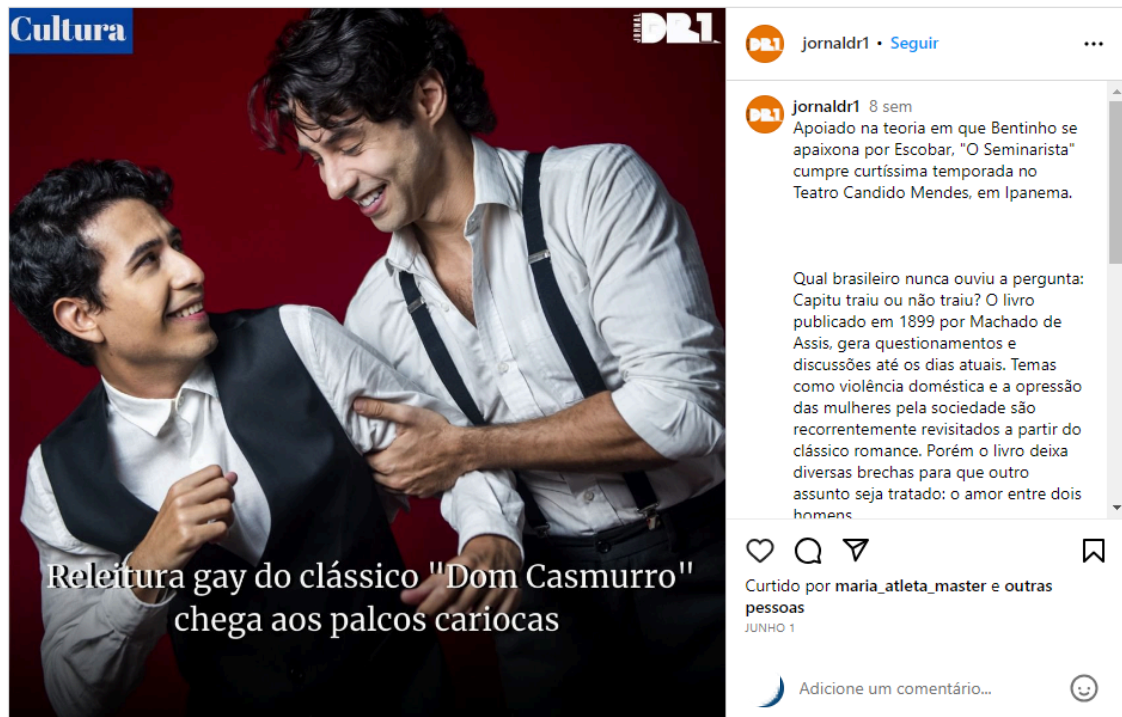 Cultura
JORNAL
DR1
Releitura gay do clássico "Dom Casmurro"
chega aos palcos cariocas
DR1
jornaldr1 • Seguir
DR1
jornaldr1 8 sem
Apoiado na teoria em que Bentinho se
apaixona por Escobar, "O Seminarista"
cumpre curtíssima temporada no
Teatro Candido Mendes, em Ipanema.
Qual brasileiro nunca ouviu a pergunta:
Capitu traiu ou não traiu? O livro
publicado em 1899 por Machado de
Assis, gera questionamentos e
discussões até os dias atuais. Temas
como violência doméstica e a opressão
das mulheres pela sociedade são
recorrentemente revisitados a partir do
clássico romance. Porém o livro deixa
diversas brechas para que outro
assunto seja tratado: o amor entre dois
homens
Curtido por maria_atleta_master e outras
pessoas
JUNHO 1
Adicione um comentário...